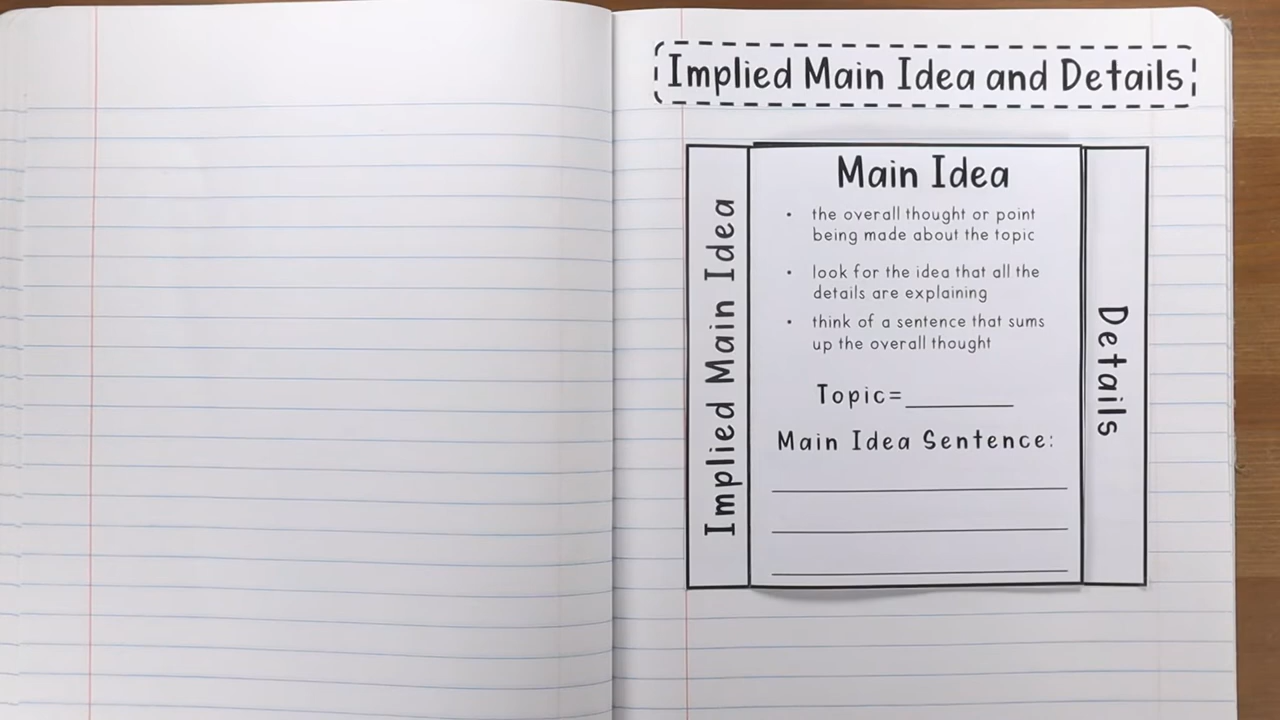 Implied Main Idea and Details
Implied Main Idea
Main Idea
• the overall thought or point
being made about the topic
• look for the idea that all the
details are explaining
• think of a sentence that sums
up the overall thought
Topic=__________
Main Idea Sentence:
Details